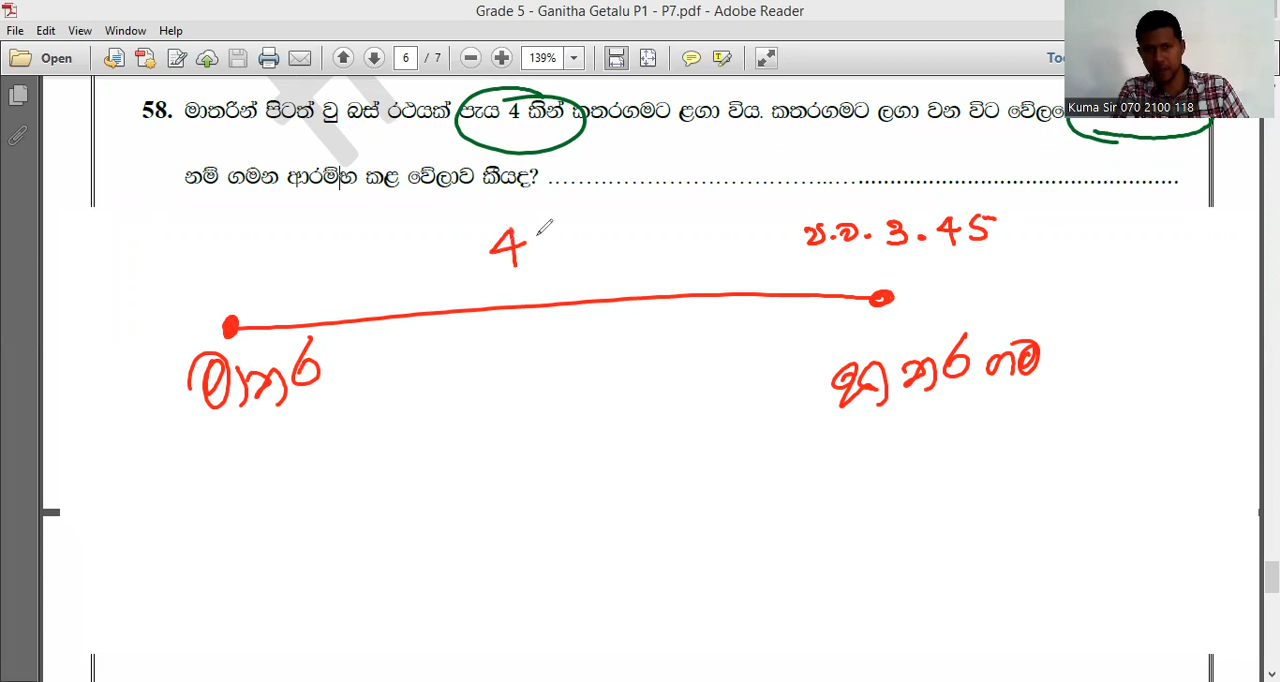 Grade 5 - Ganitha Getalu P1 - P7.pdf - Adobe Reader
File Edit View Window Help
Open 6 / 7 139%
Kuma Sir 070 2100 118
58. මාතරින් පිටත් වු බස් රථයක් පැය 4 කින් කතරගමට ළගා විය. කතරගමට ලගා වන විට
නම් ගමන ආරම්භ කළ වේලාව කීයද? ................................................
4 ප.ව. 3.45
මාතර කතරගම